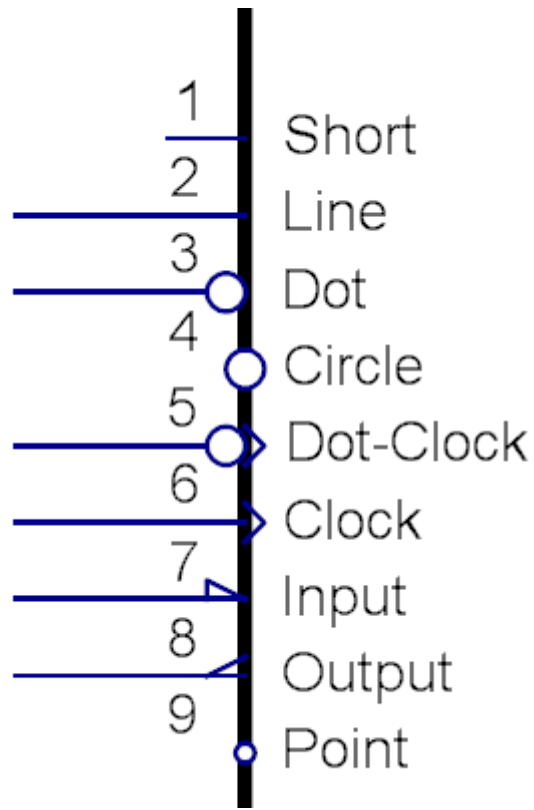 1 Short
2 Line
3 Dot
4 Circle
5 Dot-Clock
6 Clock
7 Input
8 Output
9 Point